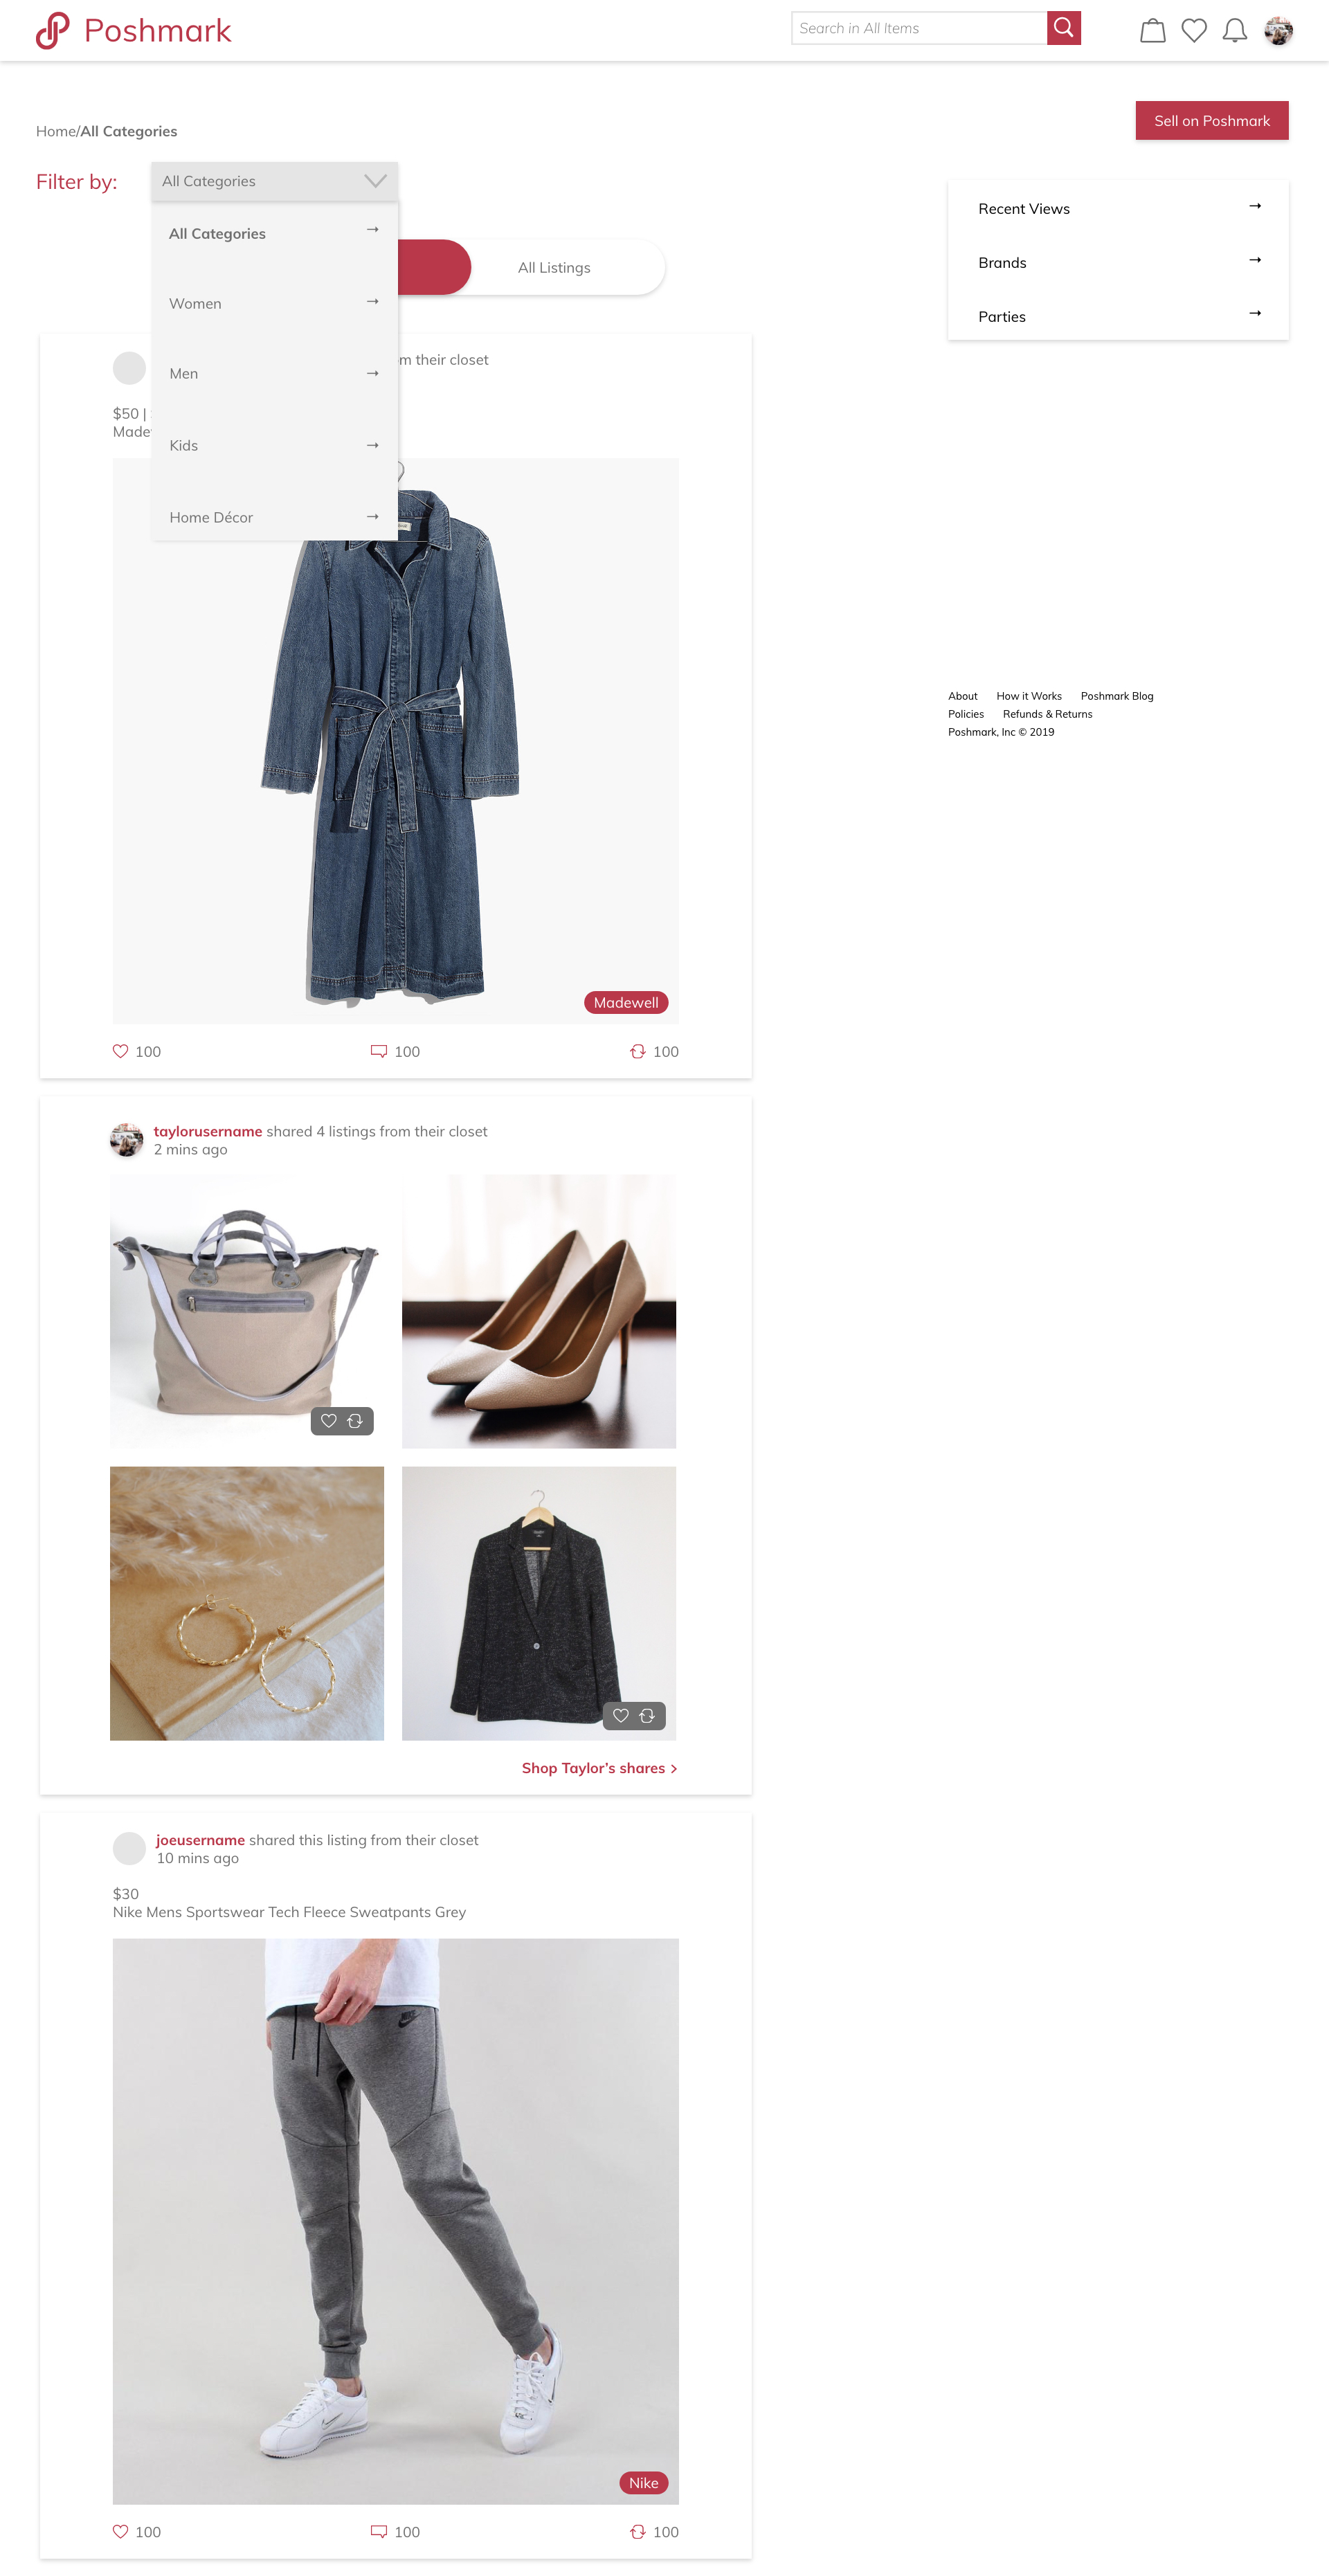 Poshmark
Search in All Items
Home/All Categories
Sell on Poshmark
Filter by:
All Categories
All Categories
Women
Men
Kids
Home Décor
All Listings
Recent Views
Brands
Parties
their closet
$50 |
About How it Works Poshmark Blog
Policies Refunds & Returns
Poshmark, Inc © 2019
Madewell
100 100 100
taylorusername shared 4 listings from their closet
2 mins ago
Shop Taylor’s shares >
joeusername shared this listing from their closet
10 mins ago
$30
Nike Mens Sportswear Tech Fleece Sweatpants Grey
Nike
100 100 100